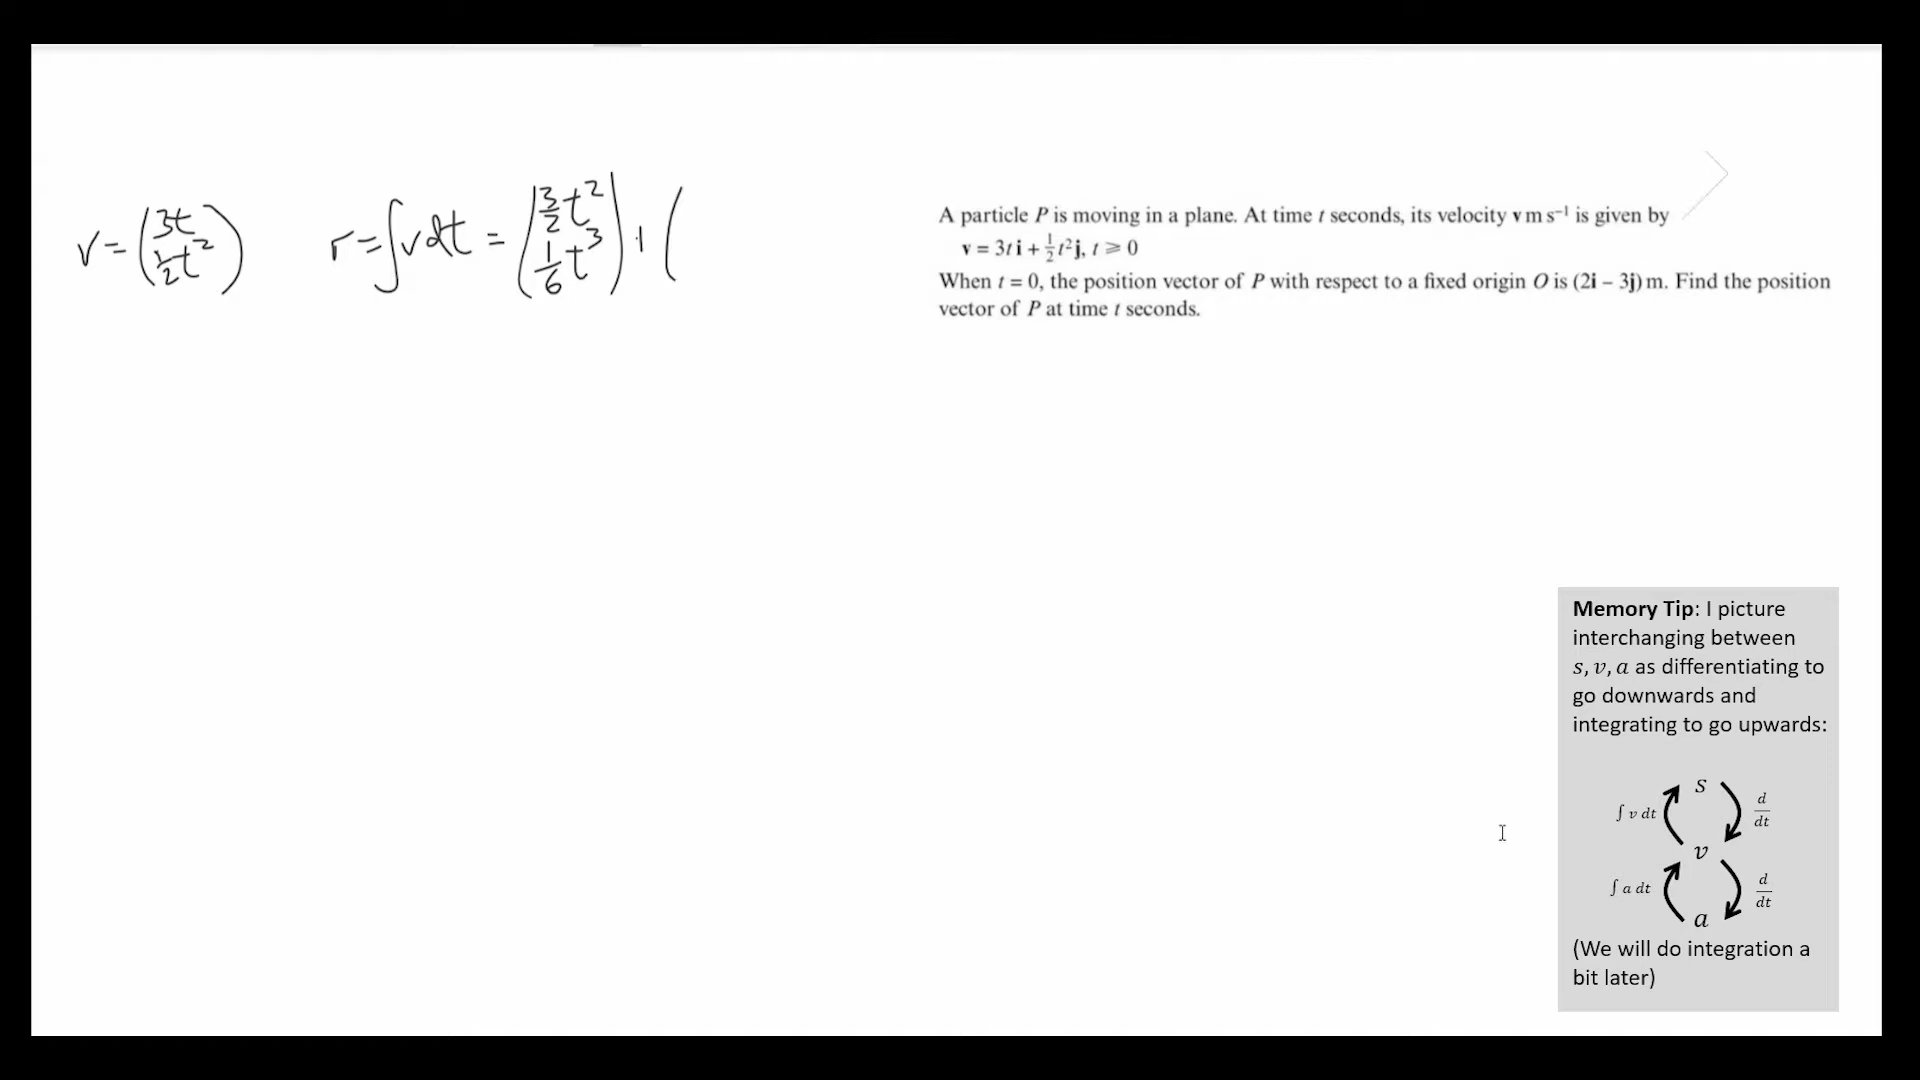 v = (3t
½t²)
r = ∫vdt = (3/2 t²
1/6 t³) + (
A particle P is moving in a plane. At time t seconds, its velocity v m s⁻¹ is given by
v = 3t i + ½t² j, t ⩾ 0
When t = 0, the position vector of P with respect to a fixed origin O is (2i – 3j) m. Find the position
vector of P at time t seconds.
Memory Tip: I picture
interchanging between
s, v, a as differentiating to
go downwards and
integrating to go upwards:
s
∫ v dt
d/dt
v
∫ a dt
d/dt
a
(We will do integration a
bit later)